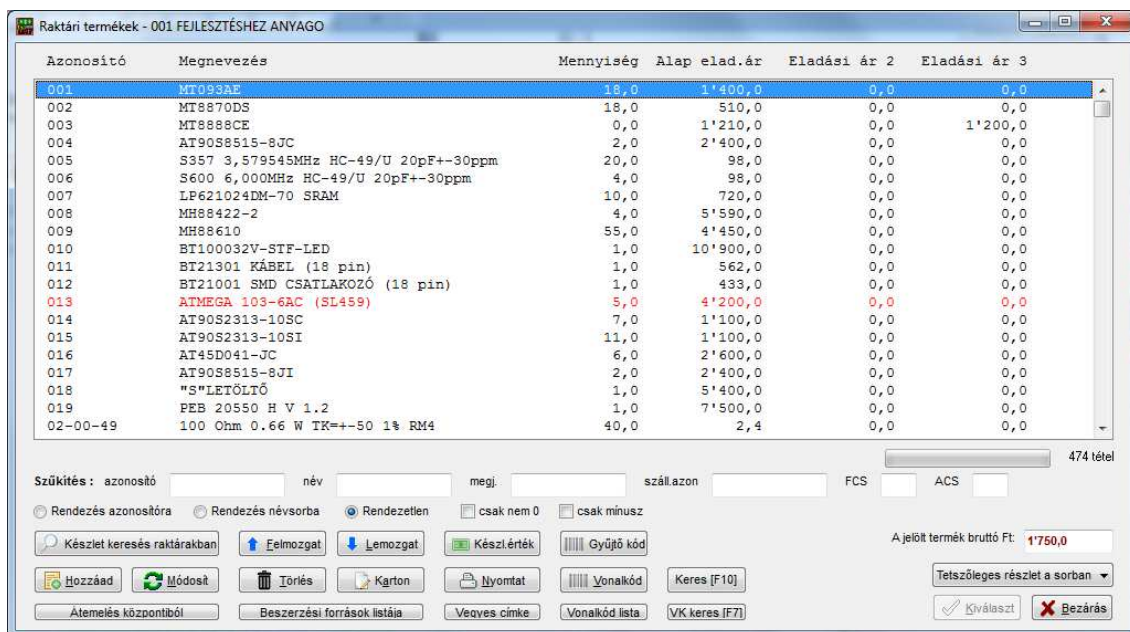 Raktári termékek - 001 FEJLESZTÉSHEZ ANYAGO
Azonosító Megnevezés Mennyiség Alap elad.ár Eladási ár 2 Eladási ár 3
001 MT093AE 18,0 1'400,0 0,0 0,0
002 MT8870DS 18,0 510,0 0,0 0,0
003 MT8888CE 0,0 1'210,0 0,0 1'200,0
004 AT90S8515-8JC 2,0 2'400,0 0,0 0,0
005 S357 3,579545MHz HC-49/U 20pF+-30ppm 20,0 98,0 0,0 0,0
006 S600 6,000MHz HC-49/U 20pF+-30ppm 4,0 98,0 0,0 0,0
007 LP621024DM-70 SRAM 10,0 720,0 0,0 0,0
008 MH88422-2 4,0 5'590,0 0,0 0,0
009 MH88610 55,0 4'450,0 0,0 0,0
010 BT100032V-STF-LED 1,0 10'900,0 0,0 0,0
011 BT21301 KÁBEL (18 pin) 1,0 562,0 0,0 0,0
012 BT21001 SMD CSATLAKOZÓ (18 pin) 1,0 433,0 0,0 0,0
013 ATMEGA 103-6AC (SL459) 5,0 4'200,0 0,0 0,0
014 AT90S2313-10SC 7,0 1'100,0 0,0 0,0
015 AT90S2313-10SI 11,0 1'100,0 0,0 0,0
016 AT45D041-JC 6,0 2'600,0 0,0 0,0
017 AT90S8515-8JI 2,0 2'400,0 0,0 0,0
018 "S"LETÖLTŐ 1,0 5'400,0 0,0 0,0
019 PEB 20550 H V 1.2 1,0 7'500,0 0,0 0,0
02-00-49 100 Ohm 0.66 W TK=+-50 1% RM4 40,0 2,4 0,0 0,0
474 tétel
Szűkítés : azonosító név megj. száll.azon FCS ACS
Rendezés azonosítóra Rendezés névsorba Rendezetlen csak nem 0 csak mínusz
Készlet keresés raktárakban Felmozgat Lemozgat Készl.érték Gyűjtő kód A jelölt termék bruttó Ft: 1'750,0
Hozzáad Módosít Törlés Karton Nyomtat Vonalkód Keres [F10] Tetszőleges részlet a sorban
Átemelés központiból Beszerzési források listája Vegyes címke Vonalkód lista VK keres [F7] Kiválaszt Bezárás